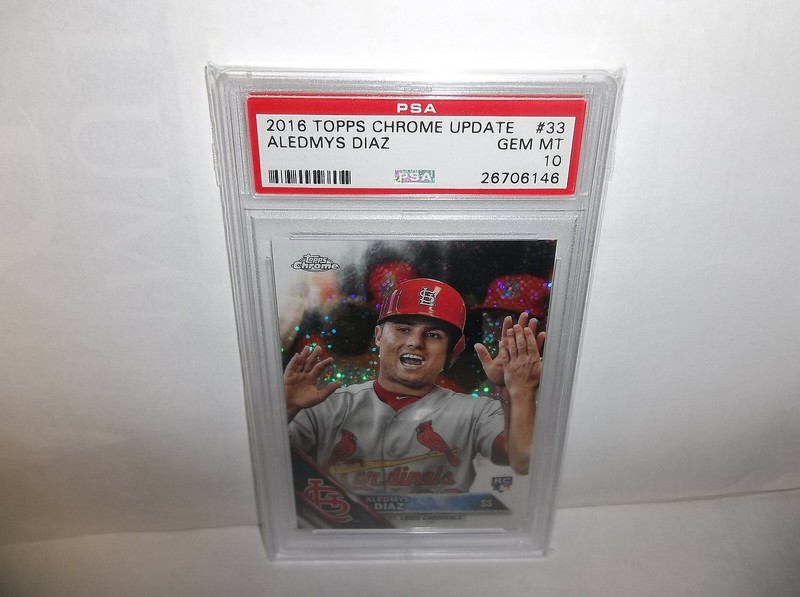 PSA
2016 TOPPS CHROME UPDATE #33
ALEDMYS DIAZ GEM MT
10
PSA 26706146
Topps
Chrome
Cardinals
RC
ALEDMYS
DIAZ SS